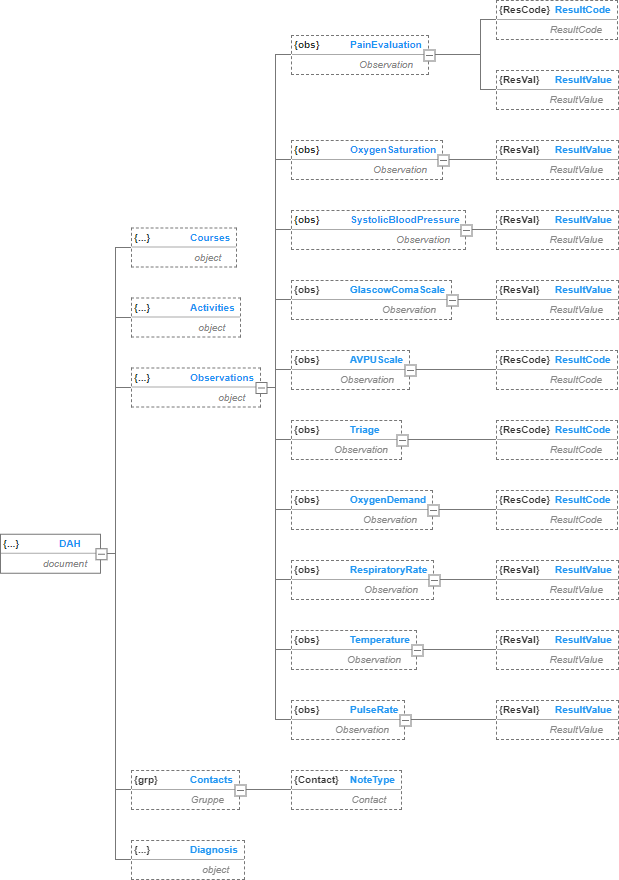 {ResCode} ResultCode
ResultCode
{obs} PainEvaluation
Observation
{ResVal} ResultValue
ResultValue
{obs} OxygenSaturation
Observation
{ResVal} ResultValue
ResultValue
{obs} SystolicBloodPressure
Observation
{ResVal} ResultValue
ResultValue
{...} Courses
object
{obs} GlascowComaScale
Observation
{ResVal} ResultValue
ResultValue
{...} Activities
object
{obs} AVPUScale
Observation
{ResCode} ResultCode
ResultCode
{...} Observations
object
{obs} Triage
Observation
{ResCode} ResultCode
ResultCode
{obs} OxygenDemand
Observation
{ResCode} ResultCode
ResultCode
{...} DAH
document
{obs} RespiratoryRate
Observation
{ResVal} ResultValue
ResultValue
{obs} Temperature
Observation
{ResVal} ResultValue
ResultValue
{obs} PulseRate
Observation
{ResVal} ResultValue
ResultValue
{grp} Contacts
Gruppe
{Contact} NoteType
Contact
{...} Diagnosis
object